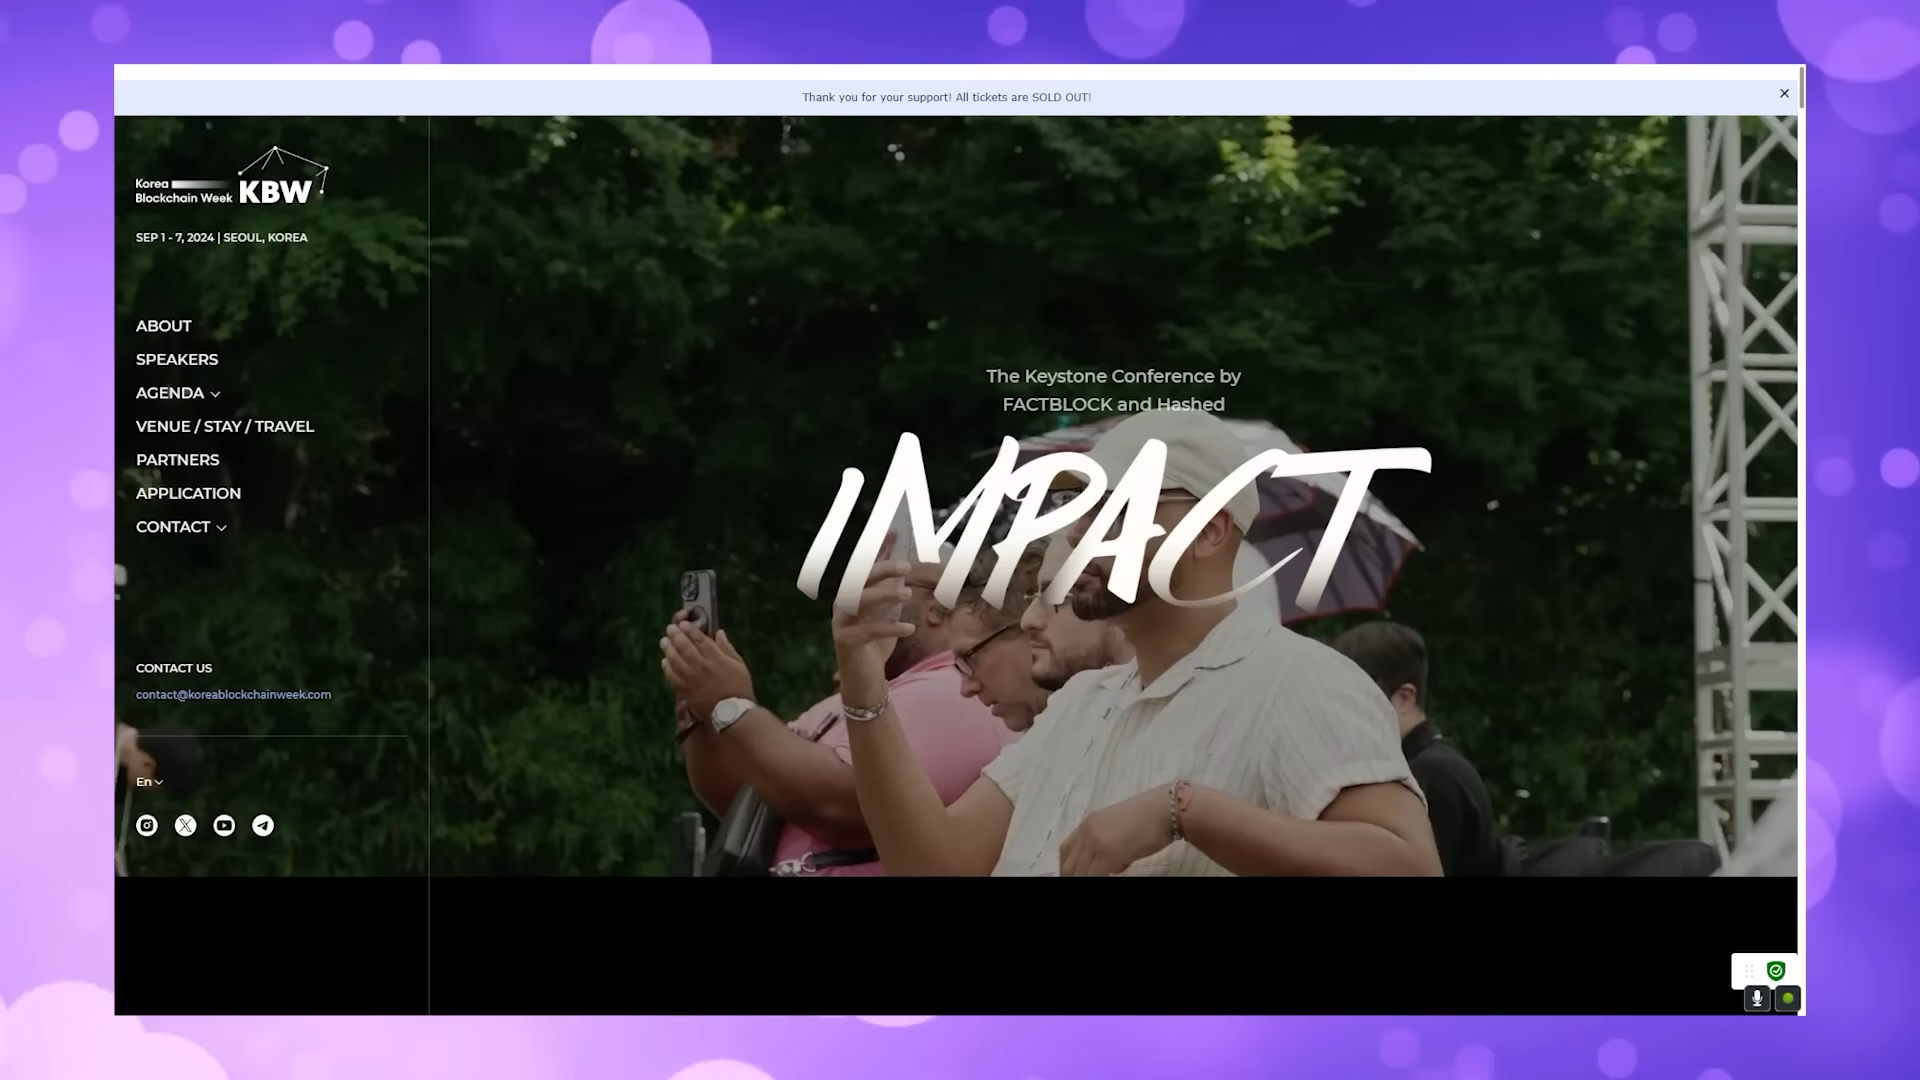 Thank you for your support! All tickets are SOLD OUT!
Korea
Blockchain Week KBW
SEP 1 - 7, 2024 | SEOUL, KOREA
ABOUT
SPEAKERS
AGENDA
VENUE / STAY / TRAVEL
PARTNERS
APPLICATION
CONTACT
CONTACT US
contact@koreablockchainweek.com
En
The Keystone Conference by
FACTBLOCK and Hashed
IMPACT